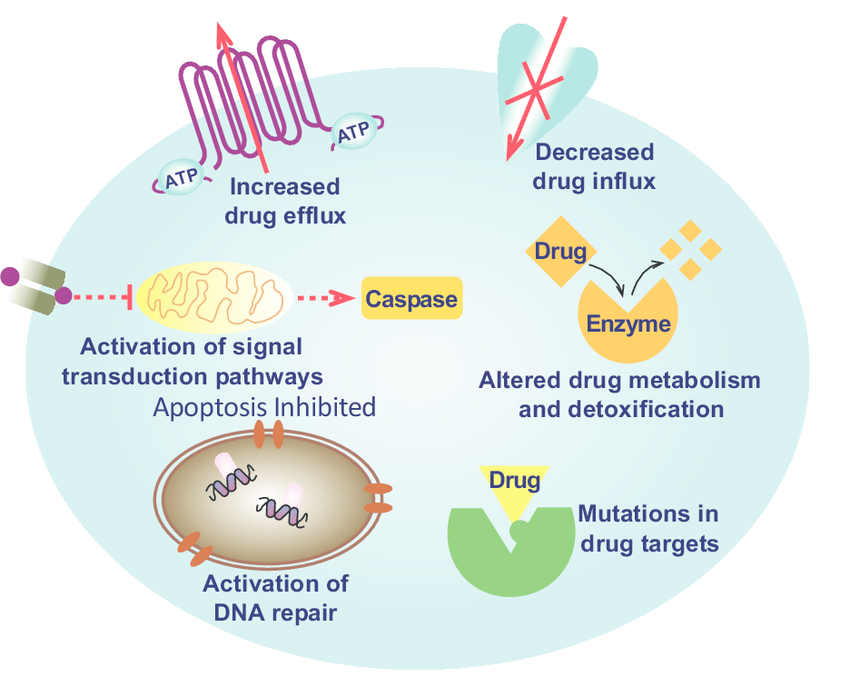 ATP
ATP
Increased
drug efflux
Decreased
drug influx
Drug
Enzyme
Caspase
Activation of signal
transduction pathways
Apoptosis Inhibited
Altered drug metabolism
and detoxification
Drug
Mutations in
drug targets
Activation of
DNA repair